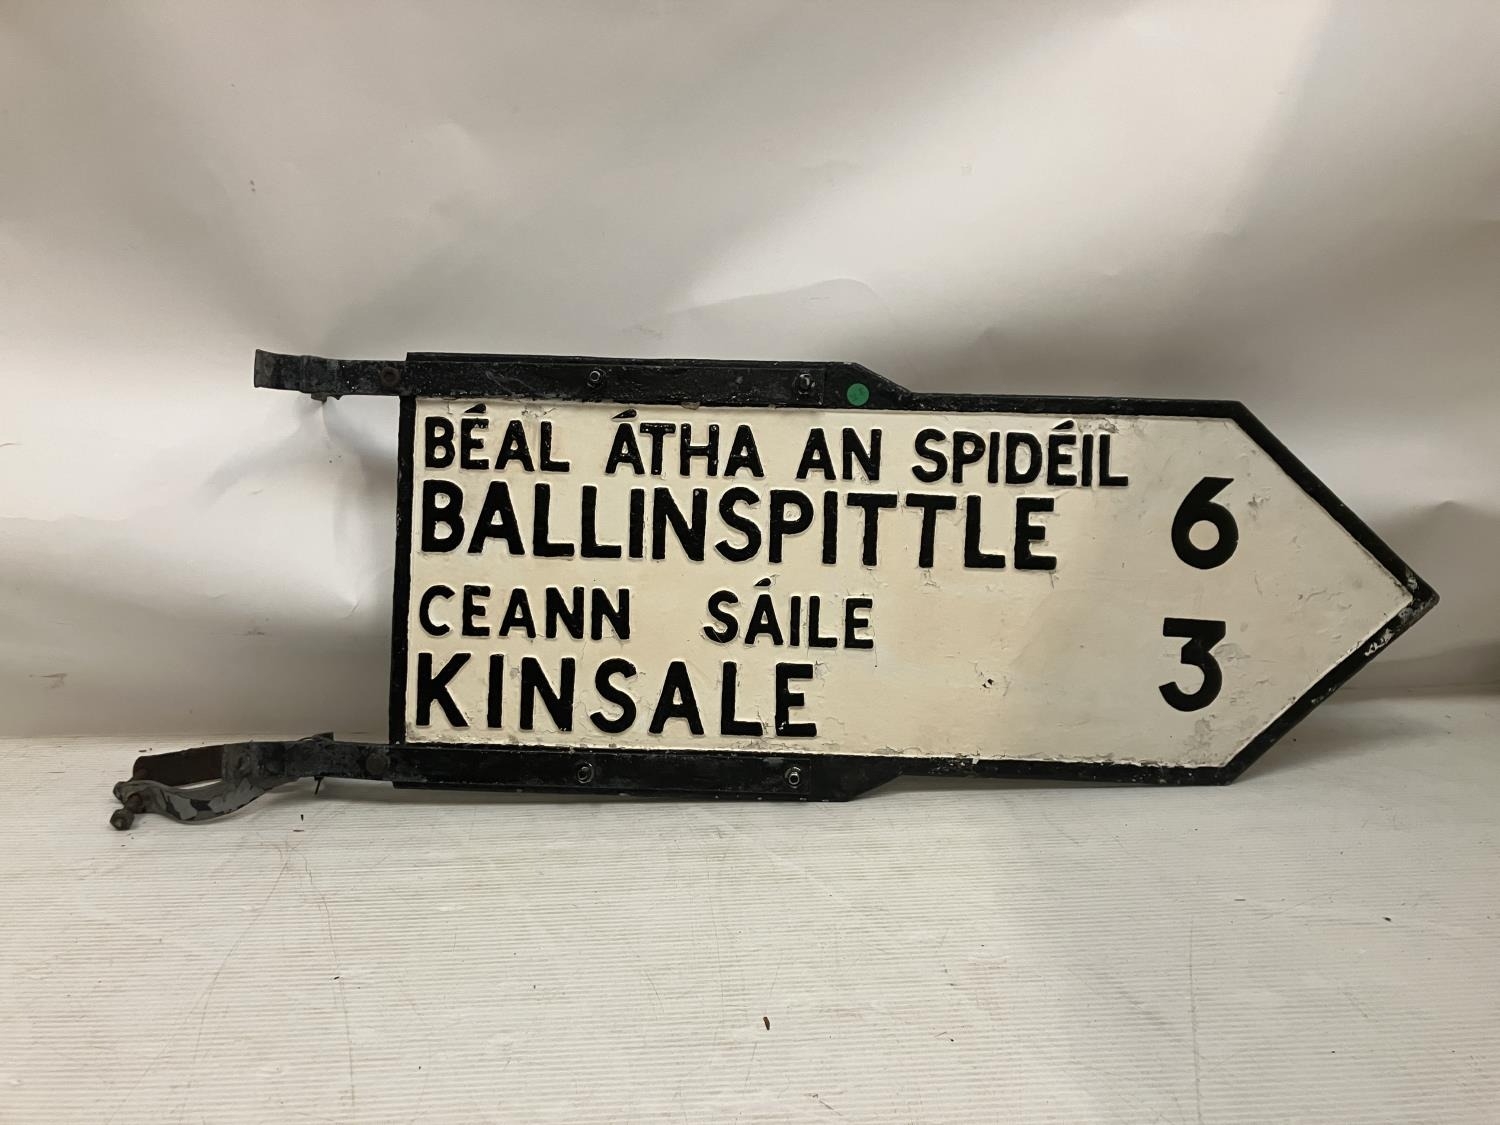 BÉAL ÁTHA AN SPIDÉIL
BALLINSPITTLE 6
CEANN SÁILE
KINSALE 3